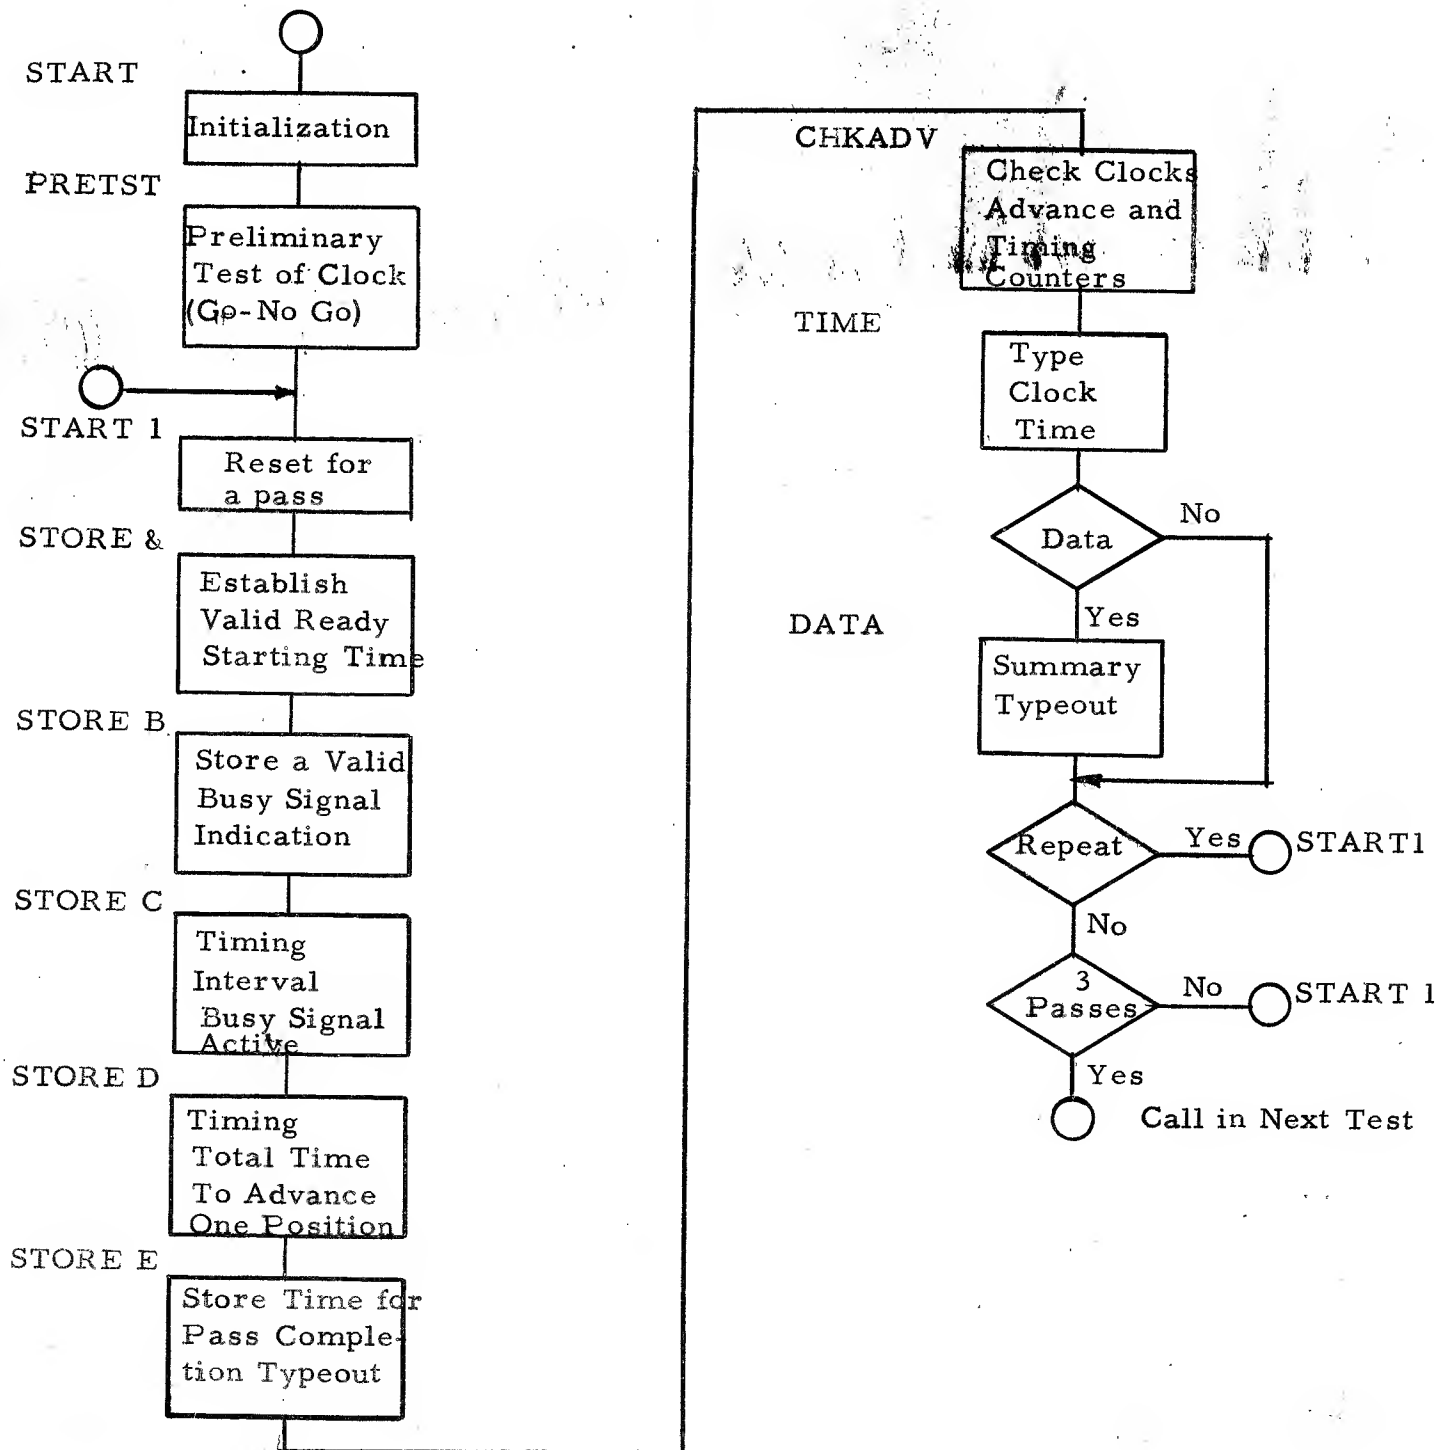 START
Initialization
PRETST
Preliminary
Test of Clock
(Go-No Go)
START 1
Reset for
a pass
STORE &
Establish
Valid Ready
Starting Time
STORE B
Store a Valid
Busy Signal
Indication
STORE C
Timing
Interval
Busy Signal
Active
STORE D
Timing
Total Time
To Advance
One Position
STORE E
Store Time for
Pass Comple-
tion Typeout
CHKADV
Check Clocks
Advance and
Timing
Counters
TIME
Type
Clock
Time
Data
No
Yes
DATA
Summary
Typeout
Repeat
Yes
START1
No
3
Passes
No
START 1
Yes
Call in Next Test